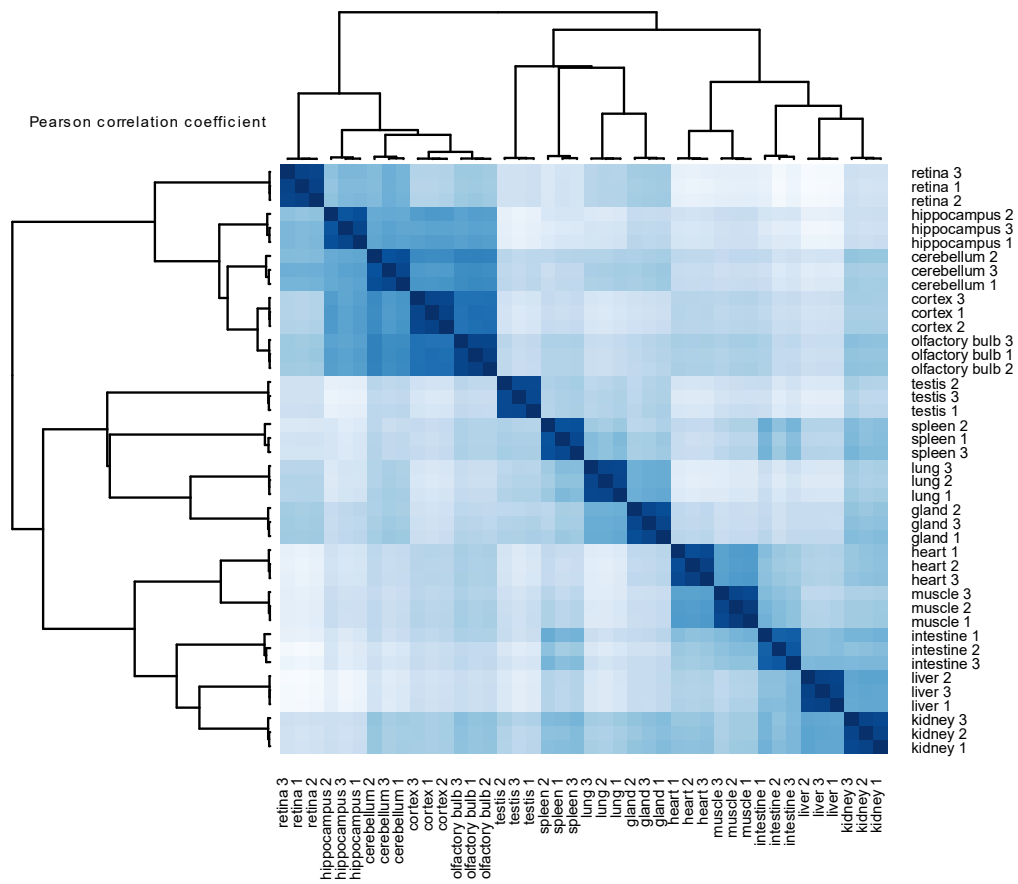 Pearson correlation coefficient
retina 3
retina 1
retina 2
hippocampus 2
hippocampus 3
hippocampus 1
cerebellum 2
cerebellum 3
cerebellum 1
cortex 3
cortex 1
cortex 2
olfactory bulb 3
olfactory bulb 1
olfactory bulb 2
testis 2
testis 3
testis 1
spleen 2
spleen 1
spleen 3
lung 3
lung 2
lung 1
gland 2
gland 3
gland 1
heart 1
heart 2
heart 3
muscle 3
muscle 2
muscle 1
intestine 1
intestine 2
intestine 3
liver 2
liver 3
liver 1
kidney 3
kidney 2
kidney 1
retina 3
retina 1
retina 2
hippocampus 2
hippocampus 3
hippocampus 1
cerebellum 2
cerebellum 3
cerebellum 1
cortex 3
cortex 1
cortex 2
olfactory bulb 3
olfactory bulb 1
olfactory bulb 2
testis 2
testis 3
testis 1
spleen 2
spleen 1
spleen 3
lung 3
lung 2
lung 1
gland 2
gland 3
gland 1
heart 1
heart 2
heart 3
muscle 3
muscle 2
muscle 1
intestine 1
intestine 2
intestine 3
liver 2
liver 3
liver 1
kidney 3
kidney 2
kidney 1